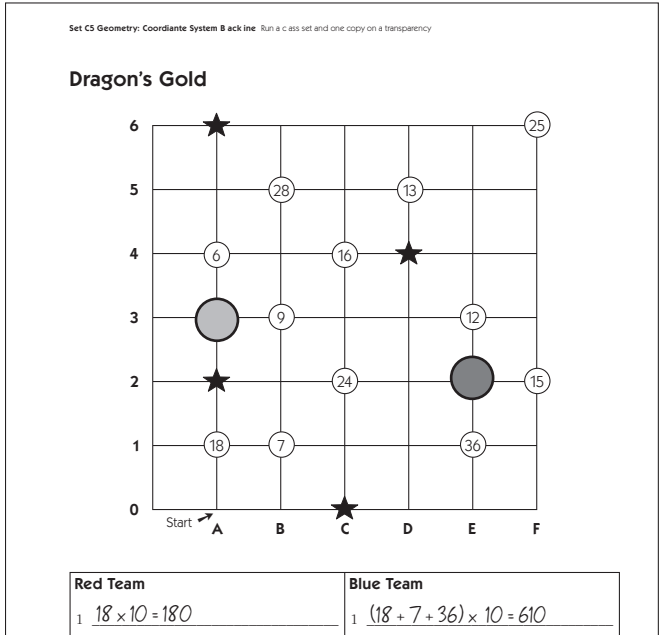 Set C5 Geometry: Coordiante System B ack ine Run a c ass set and one copy on a transparency
Dragon's Gold
6 25
5 28 13
4 6 16
3 9 12
2 24 15
1 18 7 36
0
Start A B C D E F
Red Team Blue Team
1 18 × 10 = 180 1 (18 + 7 + 36) × 10 = 610